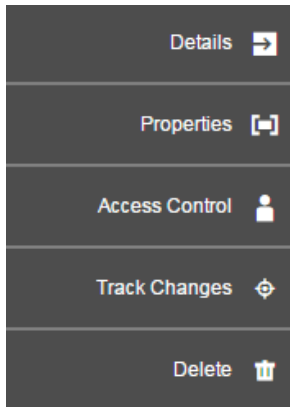 Details
Properties
Access Control
Track Changes
Delete